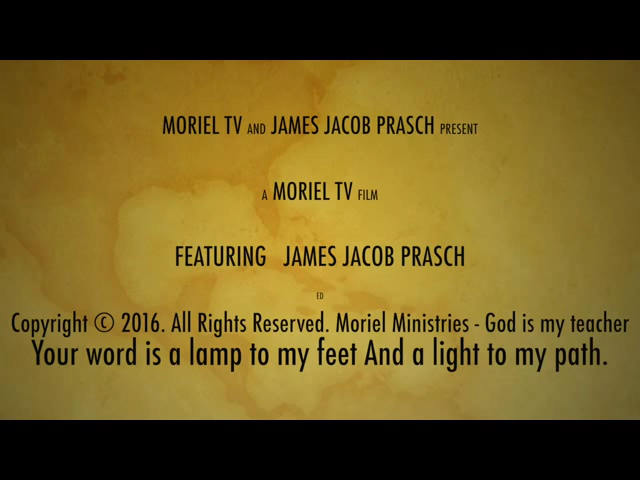 MORIEL TV AND JAMES JACOB PRASCH PRESENT
A MORIEL TV FILM
FEATURING JAMES JACOB PRASCH
ED
Copyright © 2016. All Rights Reserved. Moriel Ministries - God is my teacher
Your word is a lamp to my feet And a light to my path.